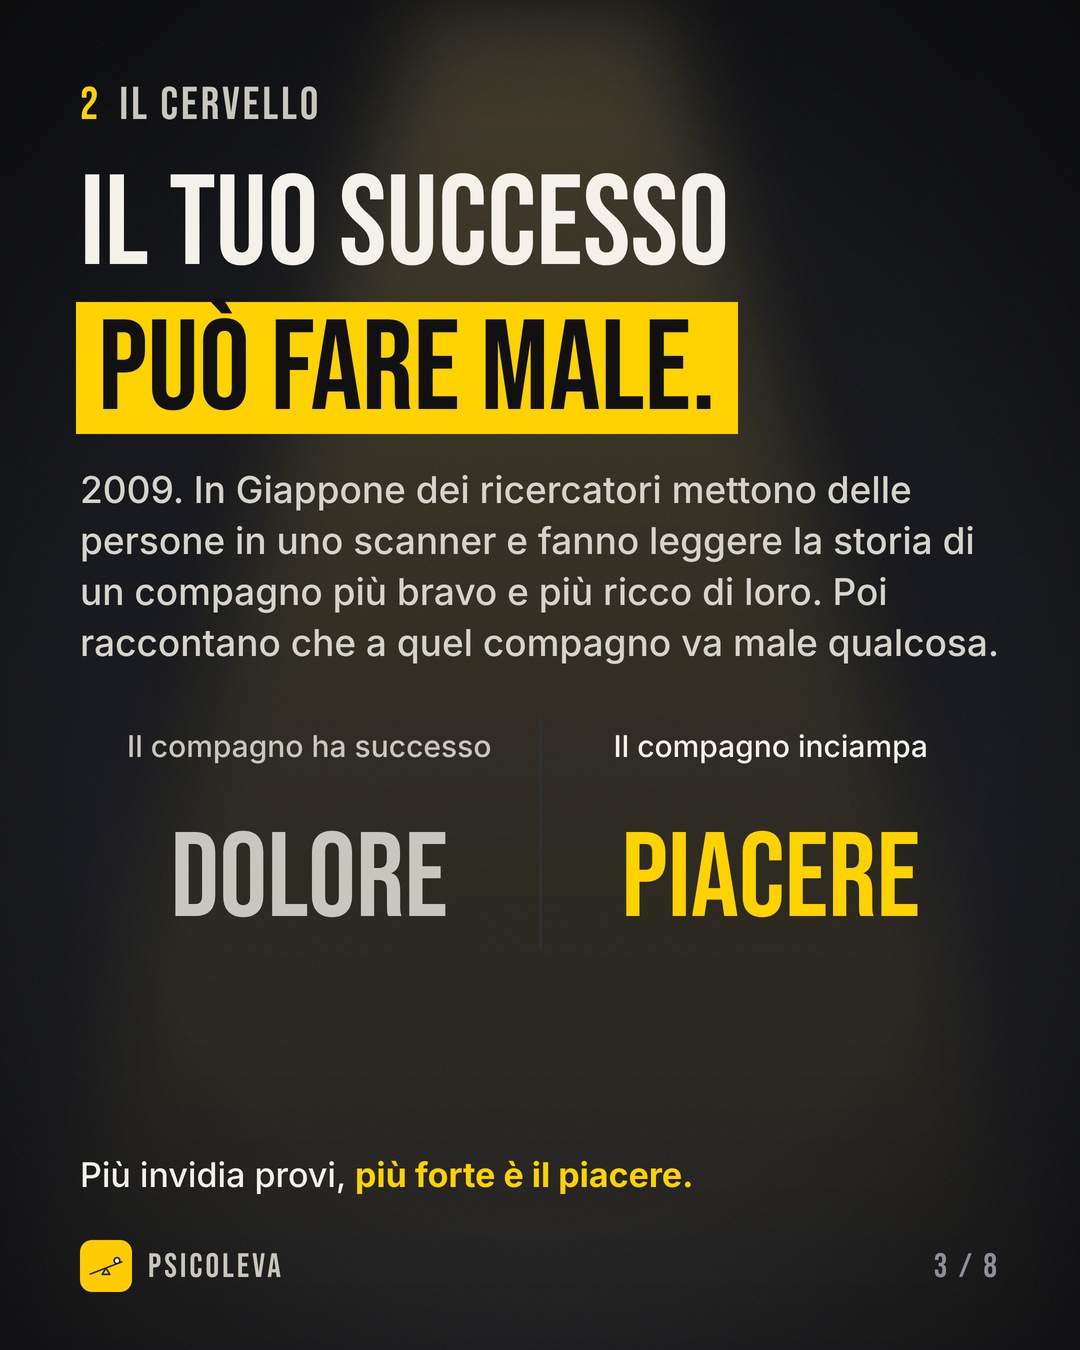 2 IL CERVELLO
IL TUO SUCCESSO
PUÒ FARE MALE.
2009. In Giappone dei ricercatori mettono delle
persone in uno scanner e fanno leggere la storia di
un compagno più bravo e più ricco di loro. Poi
raccontano che a quel compagno va male qualcosa.
Il compagno ha successo
DOLORE
Il compagno inciampa
PIACERE
Più invidia provi, più forte è il piacere.
PSICOLEVA
3 / 8